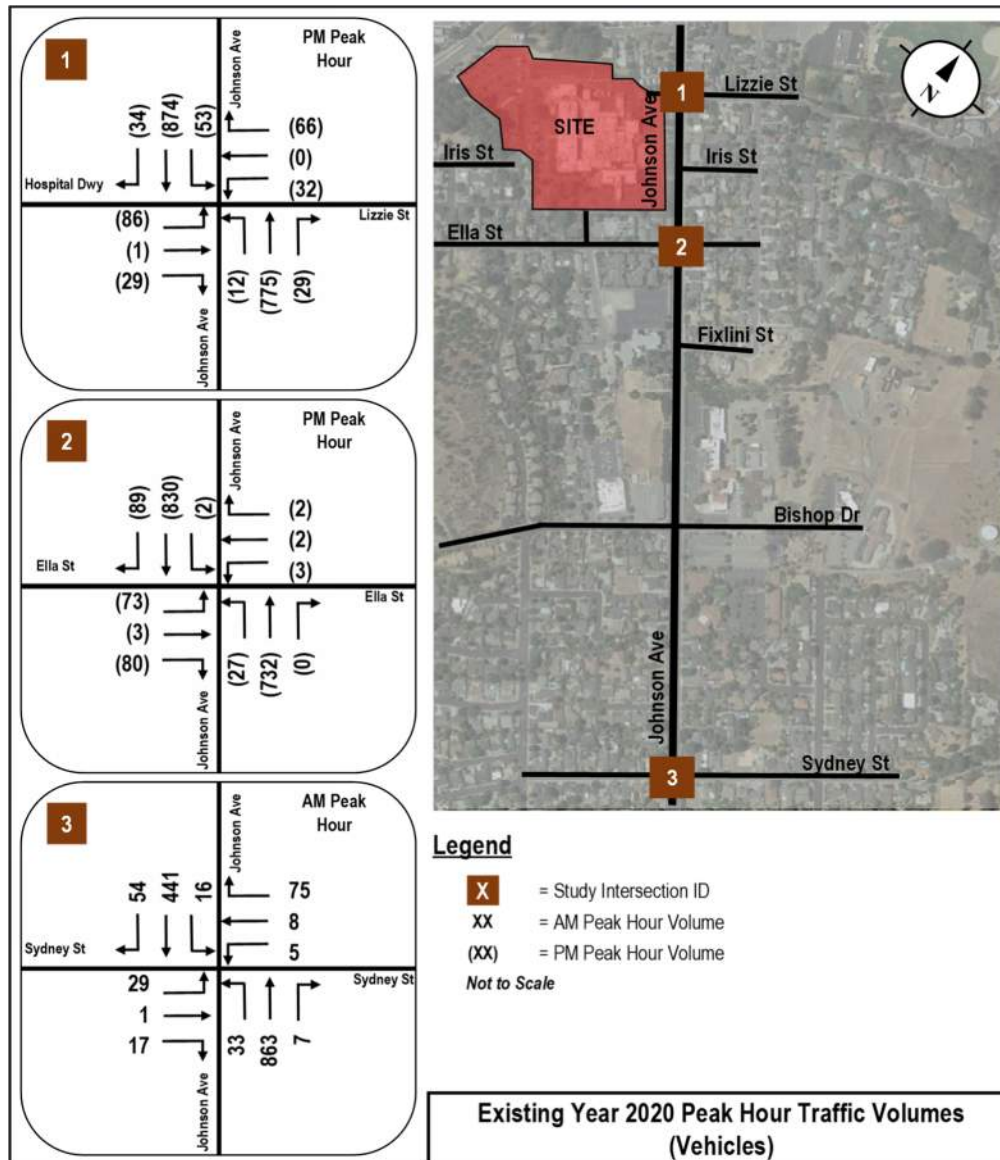 1
PM Peak
Hour
Johnson Ave
(34)
(874)
(53)
(66)
(0)
(32)
Hospital Dwy
Lizzie St
(86)
(1)
(29)
(12)
(775)
(29)
Johnson Ave
2
PM Peak
Hour
Johnson Ave
(89)
(830)
(2)
(2)
(2)
(3)
Ella St
Ella St
(73)
(3)
(80)
(27)
(732)
(0)
Johnson Ave
3
AM Peak
Hour
Johnson Ave
54
441
16
75
8
5
Sydney St
Sydney St
29
1
17
33
863
7
Johnson Ave
N
1
Lizzie St
SITE
Johnson Ave
Iris St
Iris St
Ella St
2
Fixlini St
Bishop Dr
Johnson Ave
3
Sydney St
Legend
X = Study Intersection ID
XX = AM Peak Hour Volume
(XX) = PM Peak Hour Volume
Not to Scale
Existing Year 2020 Peak Hour Traffic Volumes
(Vehicles)